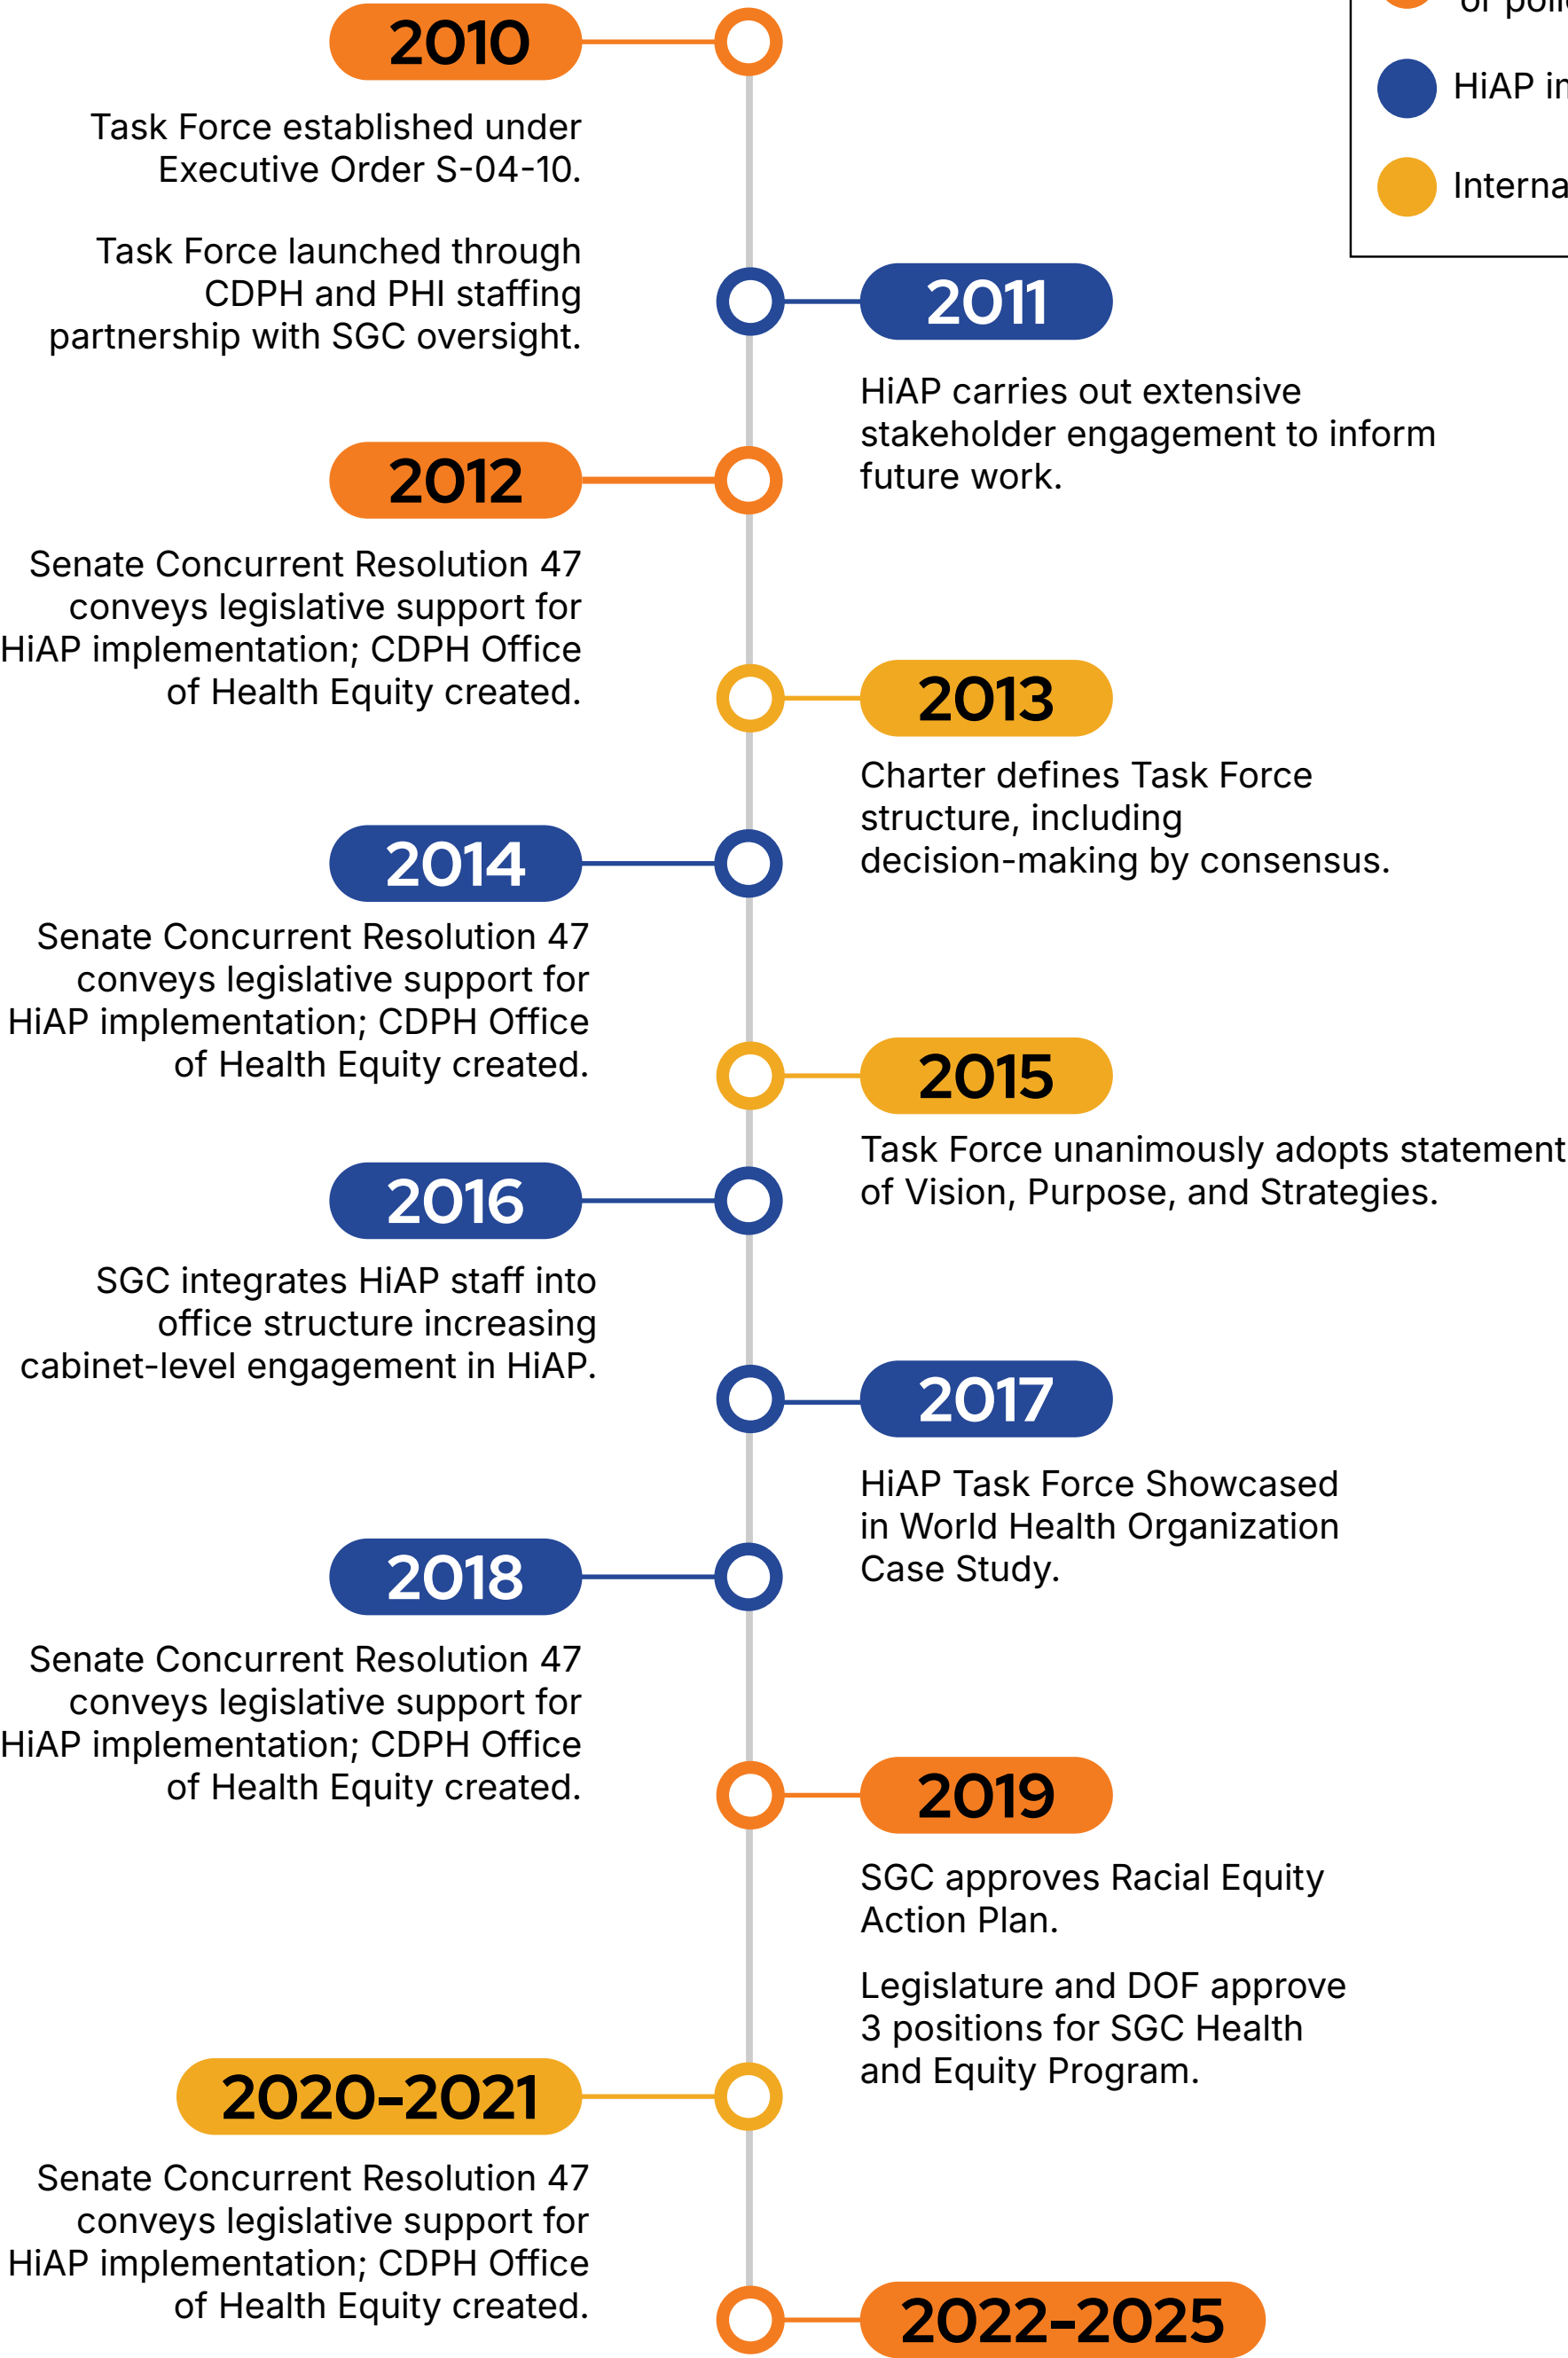 2010
Task Force established under
Executive Order S-04-10.
Task Force launched through
CDPH and PHI staffing
partnership with SGC oversight.
HiAP
2011
HiAP carries out extensive
stakeholder engagement to inform
future work.
2012
Senate Concurrent Resolution 47
conveys legislative support for
HiAP implementation; CDPH Office
of Health Equity created.
2013
Charter defines Task Force
structure, including
decision-making by consensus.
2014
Senate Concurrent Resolution 47
conveys legislative support for
HiAP implementation; CDPH Office
of Health Equity created.
2015
Task Force unanimously adopts statement
of Vision, Purpose, and Strategies.
2016
SGC integrates HiAP staff into
office structure increasing
cabinet-level engagement in HiAP.
2017
HiAP Task Force Showcased
in World Health Organization
Case Study.
2018
Senate Concurrent Resolution 47
conveys legislative support for
HiAP implementation; CDPH Office
of Health Equity created.
2019
SGC approves Racial Equity
Action Plan.
Legislature and DOF approve
3 positions for SGC Health
and Equity Program.
2020-2021
Senate Concurrent Resolution 47
conveys legislative support for
HiAP implementation; CDPH Office
of Health Equity created.
2022-2025